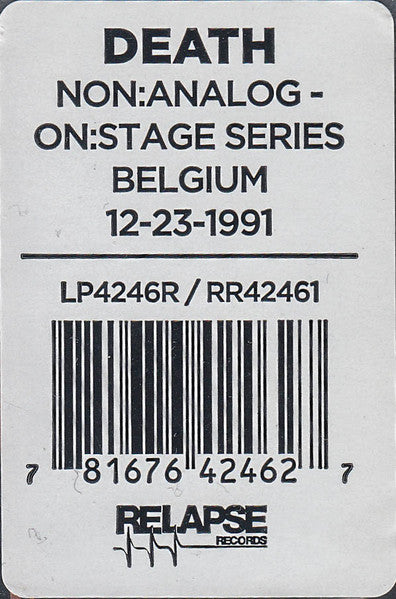 DEATH
NON:ANALOG -
ON:STAGE SERIES
BELGIUM
12-23-1991
LP4246R / RR42461
7 81676 42462 7
RELAPSE
RECORDS